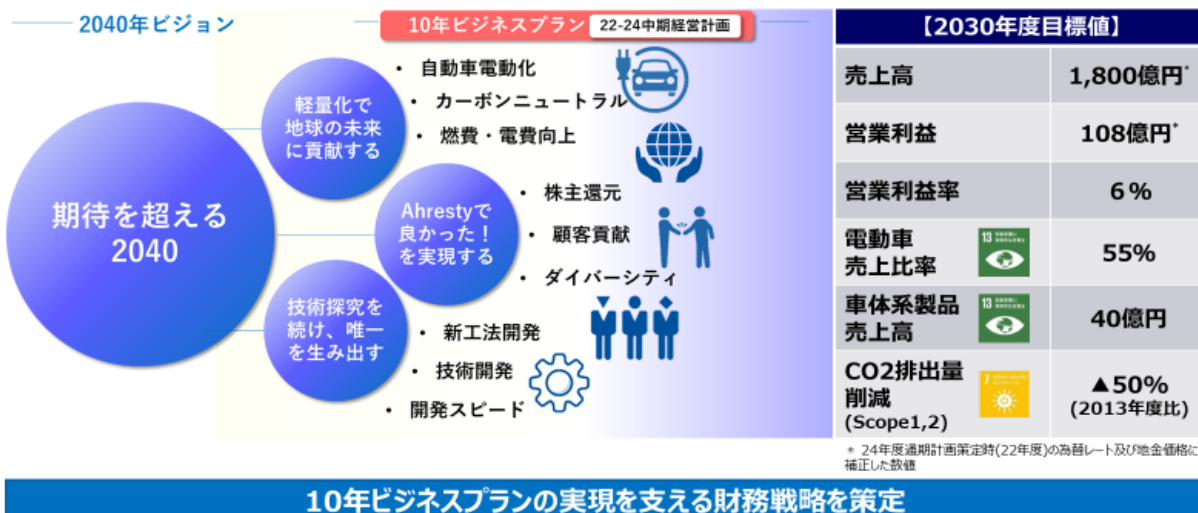 2040年ビジョン
10年ビジネスプラン 22-24中期経営計画
期待を超える
2040
軽量化で
地球の未来
に貢献する
・ 自動車電動化
・ カーボンニュートラル
・ 燃費・電費向上
Ahrestyで
良かった！
を実現する
・ 株主還元
・ 顧客貢献
・ ダイバーシティ
技術探究を
続け、唯一
を生み出す
・ 新工法開発
・ 技術開発
・ 開発スピード
【2030年度目標値】
売上高 1,800億円*
営業利益 108億円*
営業利益率 6％
電動車
売上比率 13 55%
車体系製品
売上高 13 40億円
CO2排出量
削減
(Scope1,2) 7 ▲50%
(2013年度比)
* 24年度通期計画策定時(22年度)の為替レート及び地金価格に
補正した数値
10年ビジネスプランの実現を支える財務戦略を策定